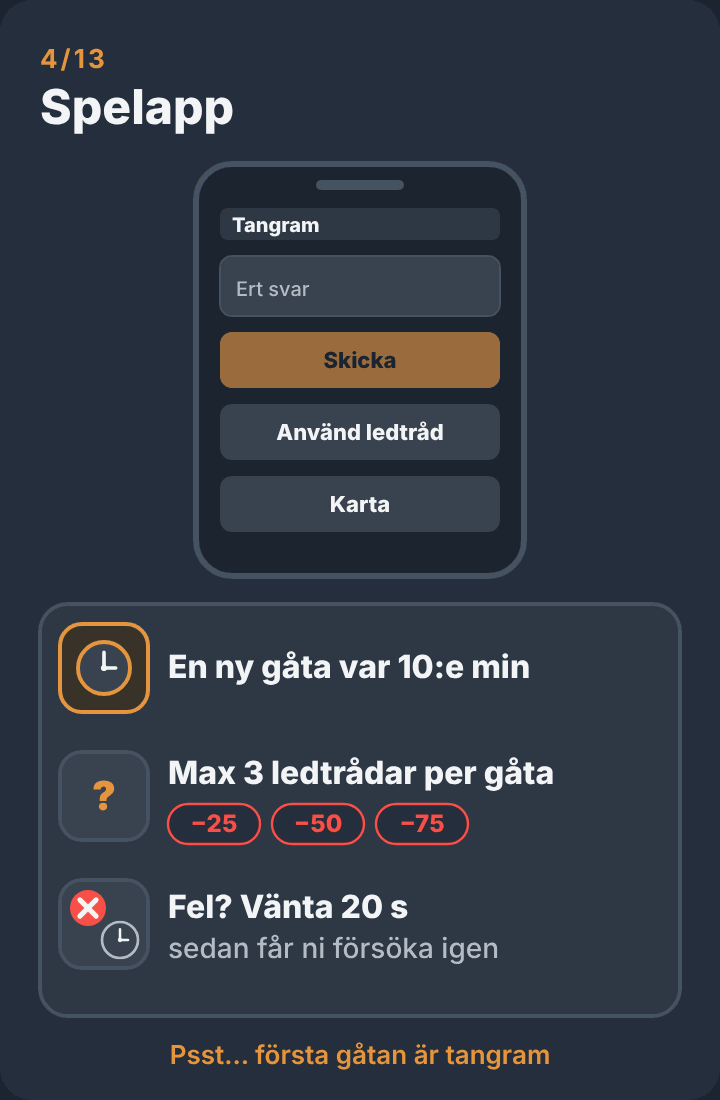 4/13
Spelapp
Tangram
Ert svar
Skicka
Använd ledtråd
Karta
En ny gåta var 10:e min
?
Max 3 ledtrådar per gåta
−25 −50 −75
Fel? Vänta 20 s
sedan får ni försöka igen
Psst... första gåtan är tangram